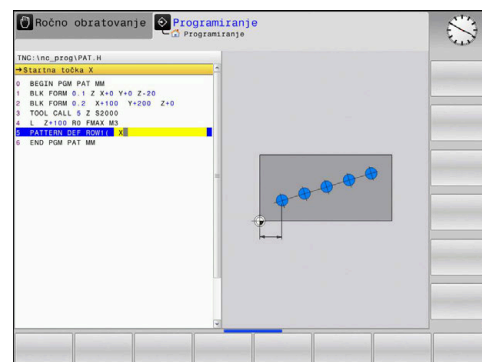 Ročno obratovanje
Programiranje
Programiranje
TNC:\nc_prog\PAT.H
→Startna točka X
0 BEGIN PGM PAT MM
1 BLK FORM 0.1 Z X+0 Y+0 Z-20
2 BLK FORM 0.2 X+100 Y+200 Z+0
3 TOOL CALL 5 Z S2000
4 L Z+100 R0 FMAX M3
5 PATTERN DEF ROW1( X
6 END PGM PAT MM